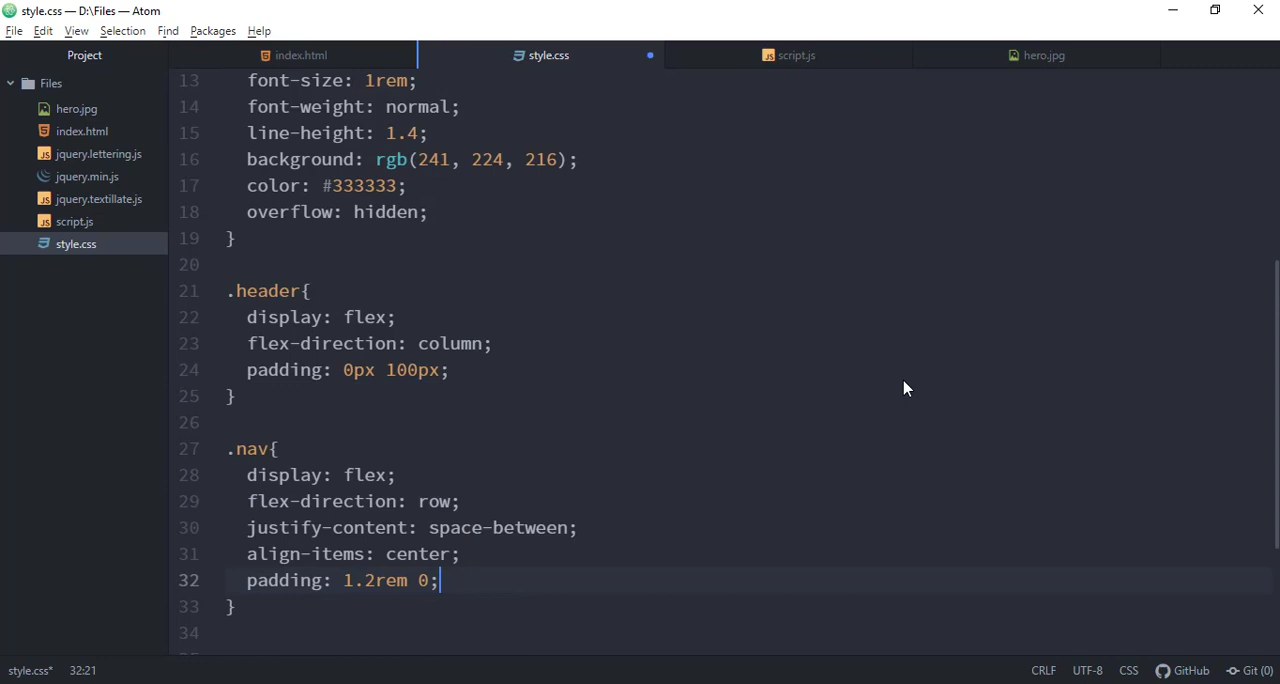 style.css — D:\Files — Atom
File Edit View Selection Find Packages Help
Project
index.html
style.css
script.js
hero.jpg
Files
hero.jpg
index.html
jquery.lettering.js
jquery.min.js
jquery.textillate.js
script.js
style.css
13 font-size: 1rem;
14 font-weight: normal;
15 line-height: 1.4;
16 background: rgb(241, 224, 216);
17 color: #333333;
18 overflow: hidden;
19 }
20
21 .header{
22 display: flex;
23 flex-direction: column;
24 padding: 0px 100px;
25 }
26
27 .nav{
28 display: flex;
29 flex-direction: row;
30 justify-content: space-between;
31 align-items: center;
32 padding: 1.2rem 0;
33 }
34
style.css* 32:21 CRLF UTF-8 CSS GitHub Git (0)